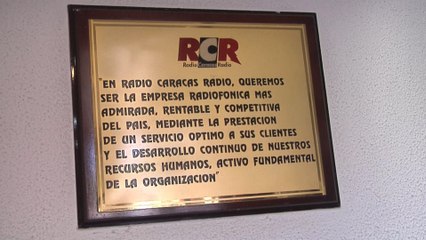 RCR
Radio Caracas Radio
"EN RADIO CARACAS RADIO, QUEREMOS
SER LA EMPRESA RADIOFONICA MAS
ADMIRADA, RENTABLE Y COMPETITIVA
DEL PAIS, MEDIANTE LA PRESTACION
DE UN SERVICIO OPTIMO A SUS CLIENTES
Y EL DESARROLLO CONTINUO DE NUESTROS
RECURSOS HUMANOS, ACTIVO FUNDAMENTAL
DE LA ORGANIZACION"